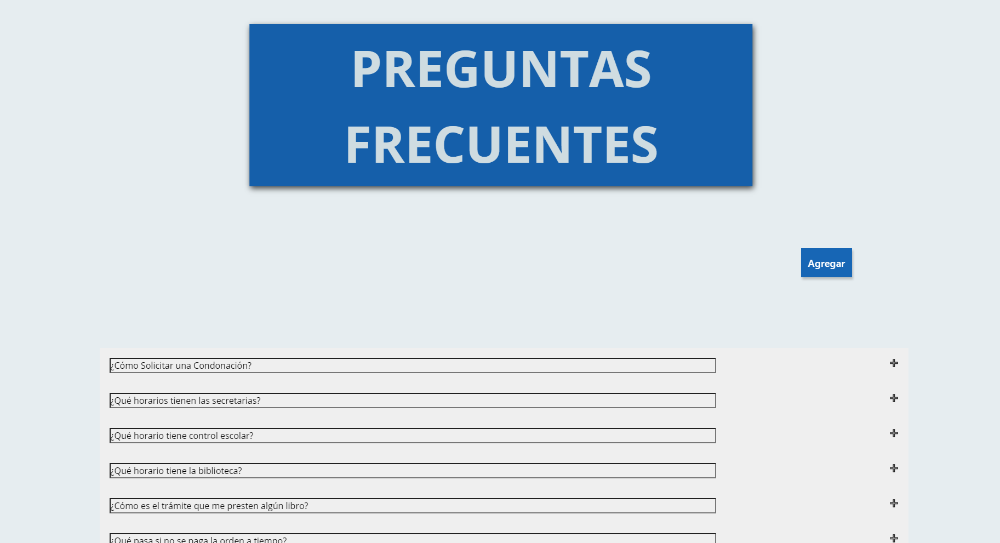 PREGUNTAS
FRECUENTES
Agregar
¿Cómo Solicitar una Condonación?
¿Qué horarios tienen las secretarias?
¿Qué horario tiene control escolar?
¿Qué horario tiene la biblioteca?
¿Cómo es el trámite que me presten algún libro?
¿Qué pasa si no se paga la orden a tiempo?